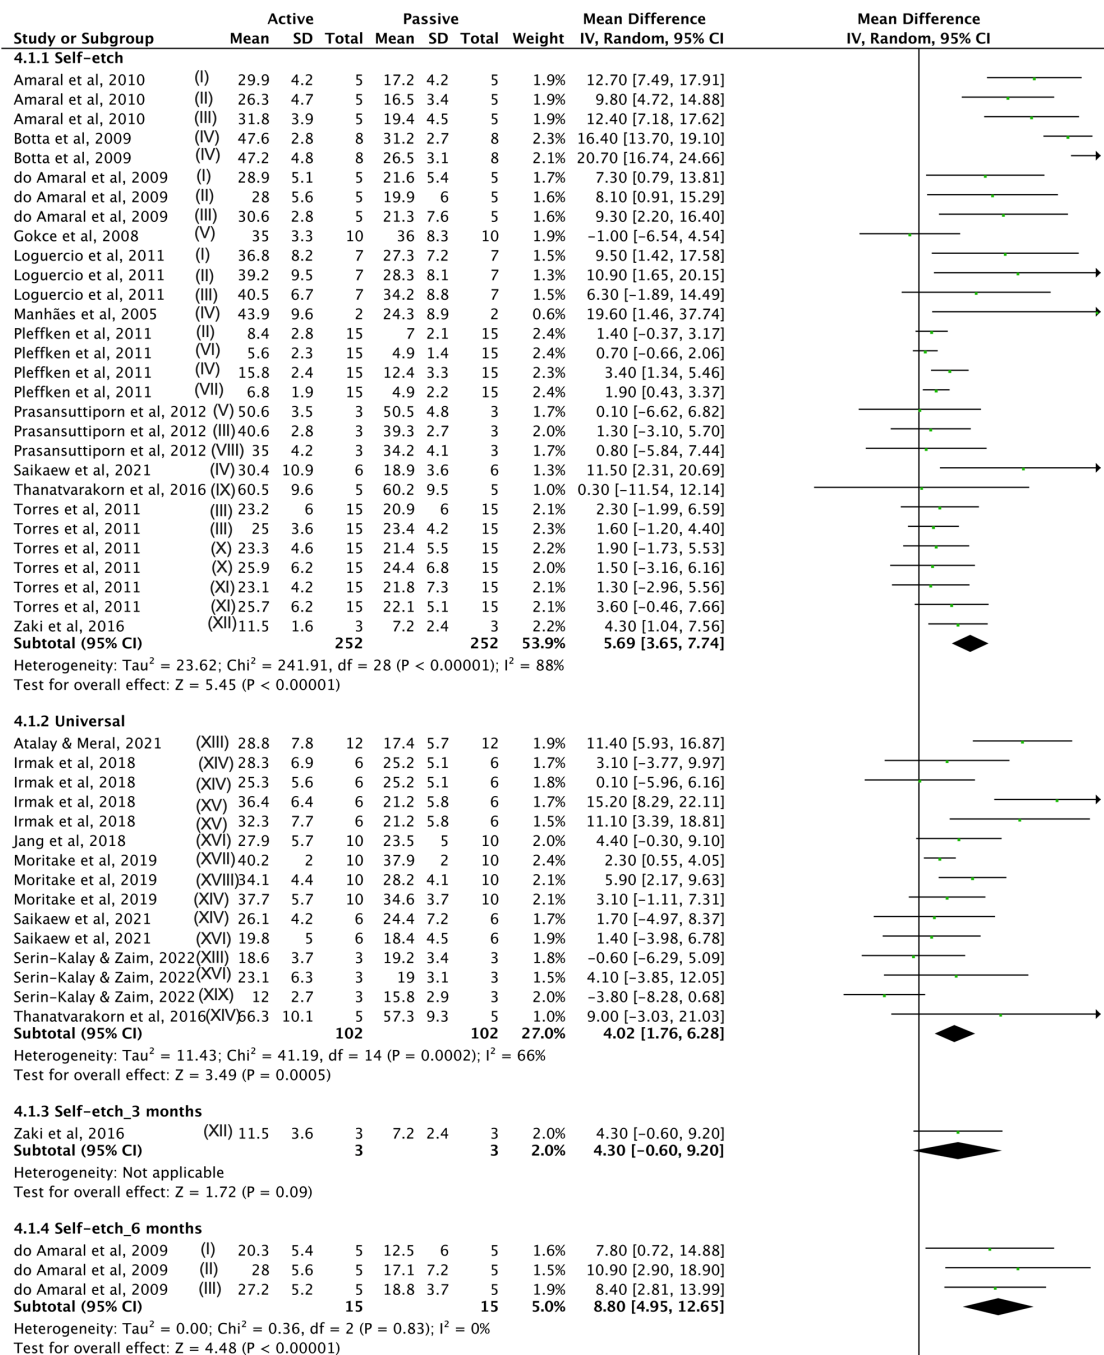 Active Passive Mean Difference Mean Difference
Study or Subgroup Mean SD Total Mean SD Total Weight IV, Random, 95% CI IV, Random, 95% CI
4.1.1 Self-etch
Amaral et al, 2010 (I) 29.9 4.2 5 17.2 4.2 5 1.9% 12.70 [7.49, 17.91]
Amaral et al, 2010 (II) 26.3 4.7 5 16.5 3.4 5 1.9% 9.80 [4.72, 14.88]
Amaral et al, 2010 (III) 31.8 3.9 5 19.4 4.5 5 1.9% 12.40 [7.18, 17.62]
Botta et al, 2009 (IV) 47.6 2.8 8 31.2 2.7 8 2.3% 16.40 [13.70, 19.10]
Botta et al, 2009 (IV) 47.2 4.8 8 26.5 3.1 8 2.1% 20.70 [16.74, 24.66]
do Amaral et al, 2009 (I) 28.9 5.1 5 21.6 5.4 5 1.7% 7.30 [0.79, 13.81]
do Amaral et al, 2009 (II) 28 5.6 5 19.9 6 5 1.6% 8.10 [0.91, 15.29]
do Amaral et al, 2009 (III) 30.6 2.8 5 21.3 7.6 5 1.6% 9.30 [2.20, 16.40]
Gokce et al, 2008 (V) 35 3.3 10 36 8.3 10 1.9% -1.00 [-6.54, 4.54]
Loguercio et al, 2011 (I) 36.8 8.2 7 27.3 7.2 7 1.5% 9.50 [1.42, 17.58]
Loguercio et al, 2011 (II) 39.2 9.5 7 28.3 8.1 7 1.3% 10.90 [1.65, 20.15]
Loguercio et al, 2011 (III) 40.5 6.7 7 34.2 8.8 7 1.5% 6.30 [-1.89, 14.49]
Manhães et al, 2005 (IV) 43.9 9.6 2 24.3 8.9 2 0.6% 19.60 [1.46, 37.74]
Pleffken et al, 2011 (II) 8.4 2.8 15 7 2.1 15 2.4% 1.40 [-0.37, 3.17]
Pleffken et al, 2011 (VI) 5.6 2.3 15 4.9 1.4 15 2.4% 0.70 [-0.66, 2.06]
Pleffken et al, 2011 (IV) 15.8 2.4 15 12.4 3.3 15 2.4% 3.40 [1.34, 5.46]
Pleffken et al, 2011 (VII) 6.8 1.9 15 4.9 2.2 15 2.4% 1.90 [0.43, 3.37]
Prasansuttiporn et al, 2012 (V) 50.6 3.5 3 50.5 4.8 3 1.7% 0.10 [-6.62, 6.82]
Prasansuttiporn et al, 2012 (III) 40.6 2.8 3 39.3 2.7 3 2.0% 1.30 [-3.10, 5.70]
Prasansuttiporn et al, 2012 (VIII) 35 4.2 3 34.2 4.1 3 1.7% 0.80 [-5.84, 7.44]
Saikaew et al, 2021 (IV) 30.4 10.9 6 18.9 3.6 6 1.3% 11.50 [2.31, 20.69]
Thanatvarakorn et al, 2016 (IX) 60.5 9.6 5 60.2 9.5 5 1.0% 0.30 [-11.54, 12.14]
Torres et al, 2011 (III) 23.2 6 15 20.9 6 15 2.1% 2.30 [-1.99, 6.59]
Torres et al, 2011 (III) 25 3.6 15 23.4 4.2 15 2.3% 1.60 [-1.20, 4.40]
Torres et al, 2011 (X) 23.3 4.6 15 21.4 5.5 15 2.2% 1.90 [-1.73, 5.53]
Torres et al, 2011 (X) 25.9 6.2 15 24.4 6.8 15 2.0% 1.50 [-3.16, 6.16]
Torres et al, 2011 (XI) 23.1 4.2 15 21.8 7.3 15 2.1% 1.30 [-2.96, 5.56]
Torres et al, 2011 (XI) 25.7 6.2 15 22.1 5.1 15 2.1% 3.60 [-0.46, 7.66]
Zaki et al, 2016 (XII) 11.5 1.6 3 7.2 2.4 3 2.2% 4.30 [1.04, 7.56]
Subtotal (95% CI) 252 252 53.9% 5.69 [3.65, 7.74]
Heterogeneity: Tau² = 23.62; Chi² = 241.91, df = 28 (P < 0.00001); I² = 88%
Test for overall effect: Z = 5.45 (P < 0.00001)
4.1.2 Universal
Atalay & Meral, 2021 (XIII) 28.8 7.8 12 17.4 5.7 12 1.9% 11.40 [5.93, 16.87]
Irmak et al, 2018 (XIV) 28.3 6.9 6 25.2 5.1 6 1.7% 3.10 [-3.77, 9.97]
Irmak et al, 2018 (XIV) 25.3 5.6 6 25.2 5.1 6 1.8% 0.10 [-5.96, 6.16]
Irmak et al, 2018 (XV) 36.4 6.4 6 21.2 5.8 6 1.7% 15.20 [8.29, 22.11]
Irmak et al, 2018 (XV) 32.3 7.7 6 21.2 5.8 6 1.5% 11.10 [3.39, 18.81]
Jang et al, 2018 (XVI) 27.9 5.7 10 23.5 5 10 2.0% 4.40 [-0.30, 9.10]
Moritake et al, 2019 (XVII) 40.2 2 10 37.9 2 10 2.4% 2.30 [0.55, 4.05]
Moritake et al, 2019 (XVIII) 34.1 4.4 10 28.2 4.1 10 2.1% 5.90 [2.17, 9.63]
Moritake et al, 2019 (XIV) 37.7 5.7 10 34.6 3.7 10 2.1% 3.10 [-1.11, 7.31]
Saikaew et al, 2021 (XIV) 26.1 4.2 6 24.4 7.2 6 1.7% 1.70 [-4.97, 8.37]
Saikaew et al, 2021 (XVI) 19.8 5 6 18.4 4.5 6 1.9% 1.40 [-3.98, 6.78]
Serin-Kalay & Zaim, 2022 (XIII) 18.6 3.7 3 19.2 3.4 3 1.8% -0.60 [-6.29, 5.09]
Serin-Kalay & Zaim, 2022 (XVI) 23.1 6.3 3 19 3.1 3 1.5% 4.10 [-3.85, 12.05]
Serin-Kalay & Zaim, 2022 (XIX) 12 2.7 3 15.8 2.9 3 2.0% -3.80 [-8.28, 0.68]
Thanatvarakorn et al, 2016 (XIV) 66.3 10.1 5 57.3 9.3 5 1.0% 9.00 [-3.03, 21.03]
Subtotal (95% CI) 102 102 27.0% 4.02 [1.76, 6.28]
Heterogeneity: Tau² = 11.43; Chi² = 41.19, df = 14 (P = 0.0002); I² = 66%
Test for overall effect: Z = 3.49 (P = 0.0005)
4.1.3 Self-etch_3 months
Zaki et al, 2016 (XII) 11.5 3.6 3 7.2 2.4 3 2.0% 4.30 [-0.60, 9.20]
Subtotal (95% CI) 3 3 2.0% 4.30 [-0.60, 9.20]
Heterogeneity: Not applicable
Test for overall effect: Z = 1.72 (P = 0.09)
4.1.4 Self-etch_6 months
do Amaral et al, 2009 (I) 20.3 5.4 5 12.5 6 5 1.6% 7.80 [0.72, 14.88]
do Amaral et al, 2009 (II) 28 5.6 5 17.1 7.2 5 1.5% 10.90 [2.90, 18.90]
do Amaral et al, 2009 (III) 27.2 5.2 5 18.8 3.7 5 1.9% 8.40 [2.81, 13.99]
Subtotal (95% CI) 15 15 5.0% 8.80 [4.95, 12.65]
Heterogeneity: Tau² = 0.00; Chi² = 0.36, df = 2 (P = 0.83); I² = 0%
Test for overall effect: Z = 4.48 (P < 0.00001)